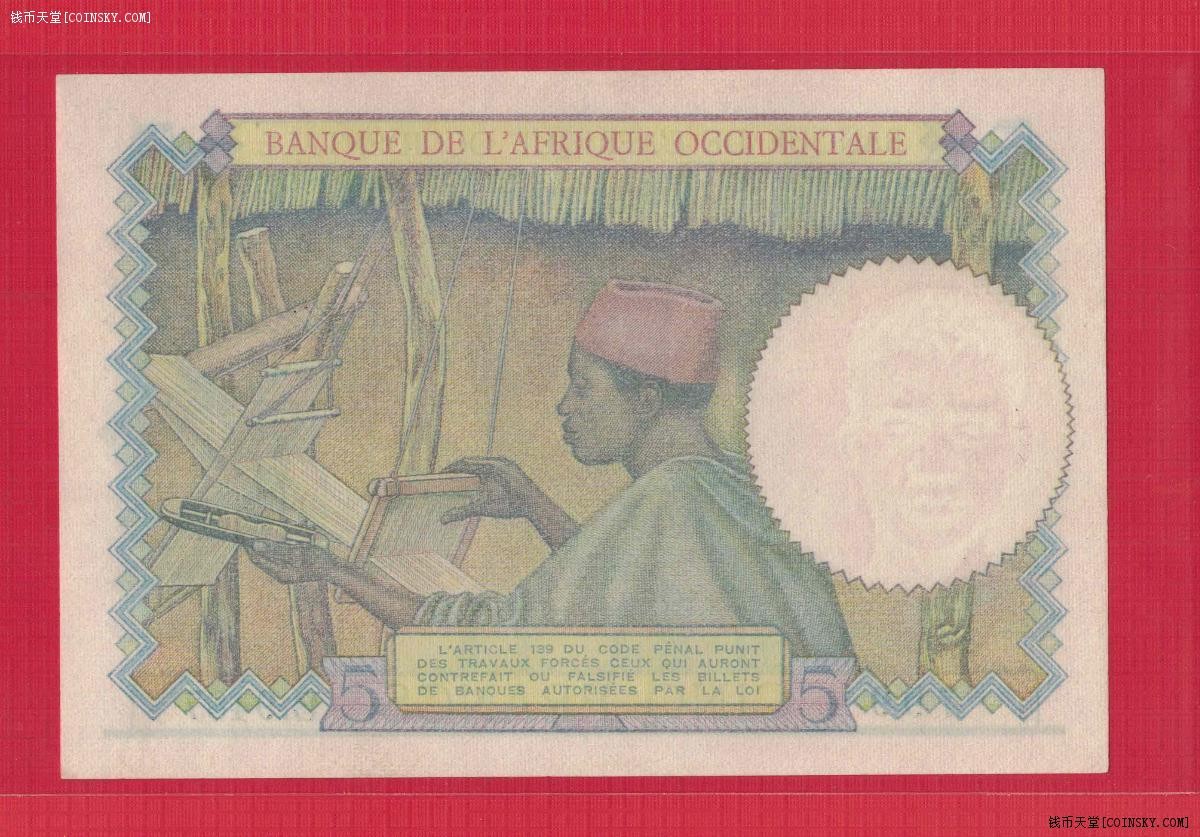 钱币天堂[COINSKY.COM]
BANQUE DE L'AFRIQUE OCCIDENTALE
L'ARTICLE 139 DU CODE PÉNAL PUNIT
DES TRAVAUX FORCÉS CEUX QUI AURONT
CONTREFAIT OU FALSIFIÉ LES BILLETS
DE BANQUES AUTORISÉES PAR LA LOI
5 5
钱币天堂[COINSKY.COM]